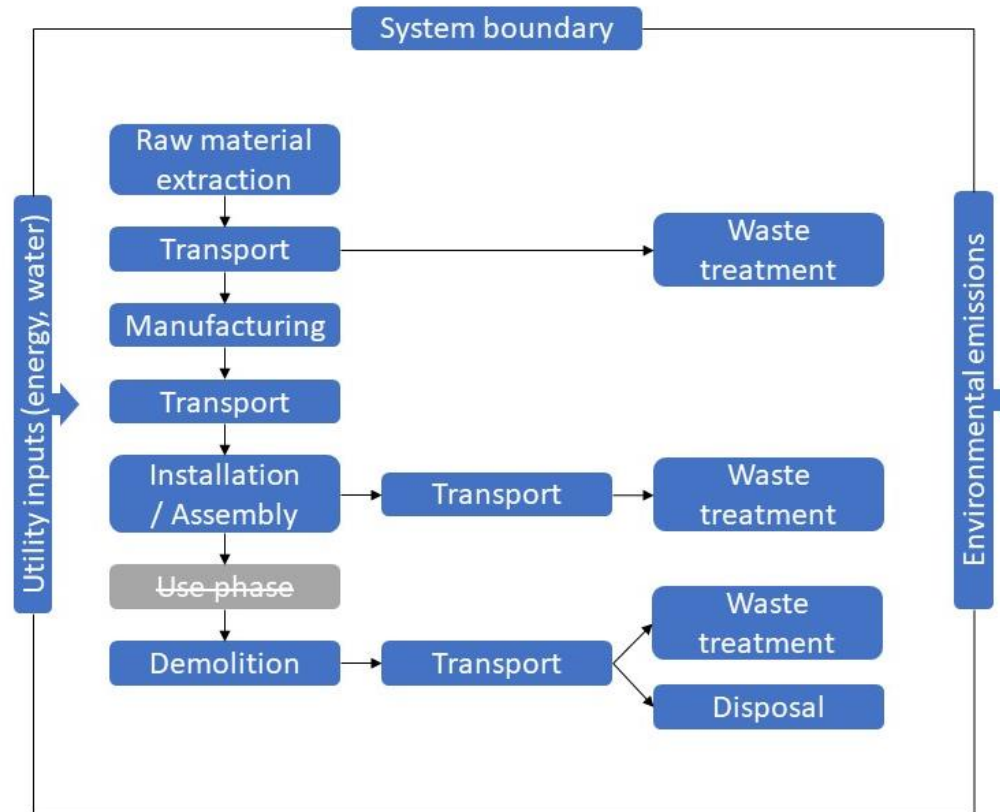 System boundary
Utility inputs (energy, water)
Raw material
extraction
Transport
Waste
treatment
Manufacturing
Transport
Installation
/ Assembly
Transport
Waste
treatment
Use phase
Demolition
Transport
Waste
treatment
Disposal
Environmental emissions